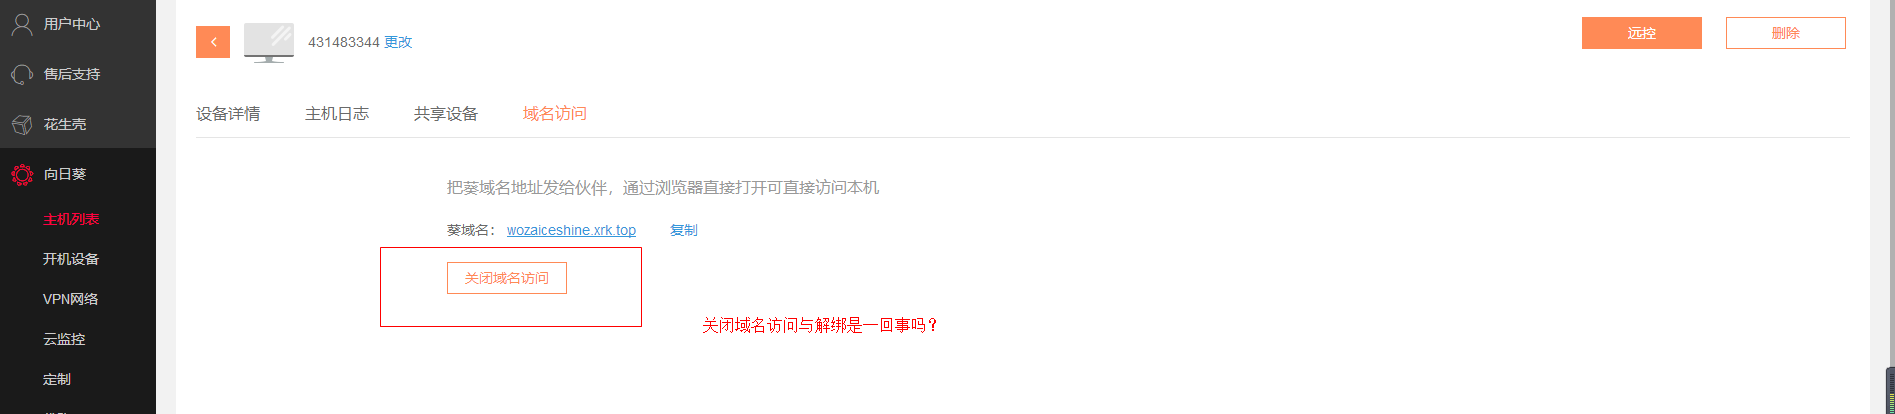 用户中心
售后支持
花生壳
向日葵
主机列表
开机设备
VPN网络
云监控
定制
431483344 更改
远控
删除
设备详情 主机日志 共享设备 域名访问
把葵域名地址发给伙伴，通过浏览器直接打开可直接访问本机
葵域名： wozaiceshine.xrk.top 复制
关闭域名访问
关闭域名访问与解绑是一回事吗？